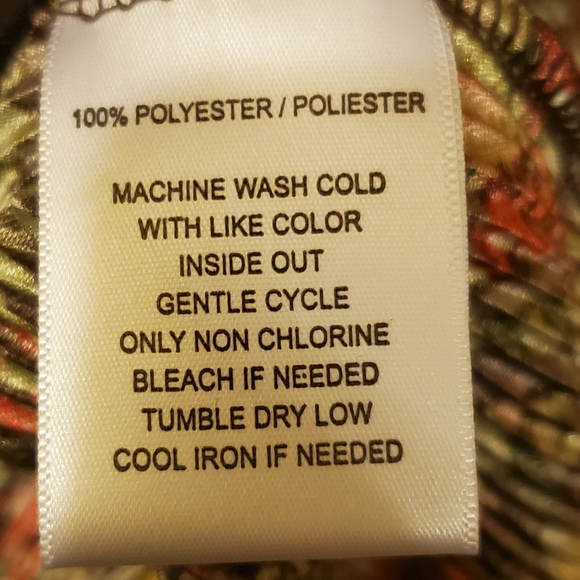 100% POLYESTER / POLIESTER
MACHINE WASH COLD
WITH LIKE COLOR
INSIDE OUT
GENTLE CYCLE
ONLY NON CHLORINE
BLEACH IF NEEDED
TUMBLE DRY LOW
COOL IRON IF NEEDED